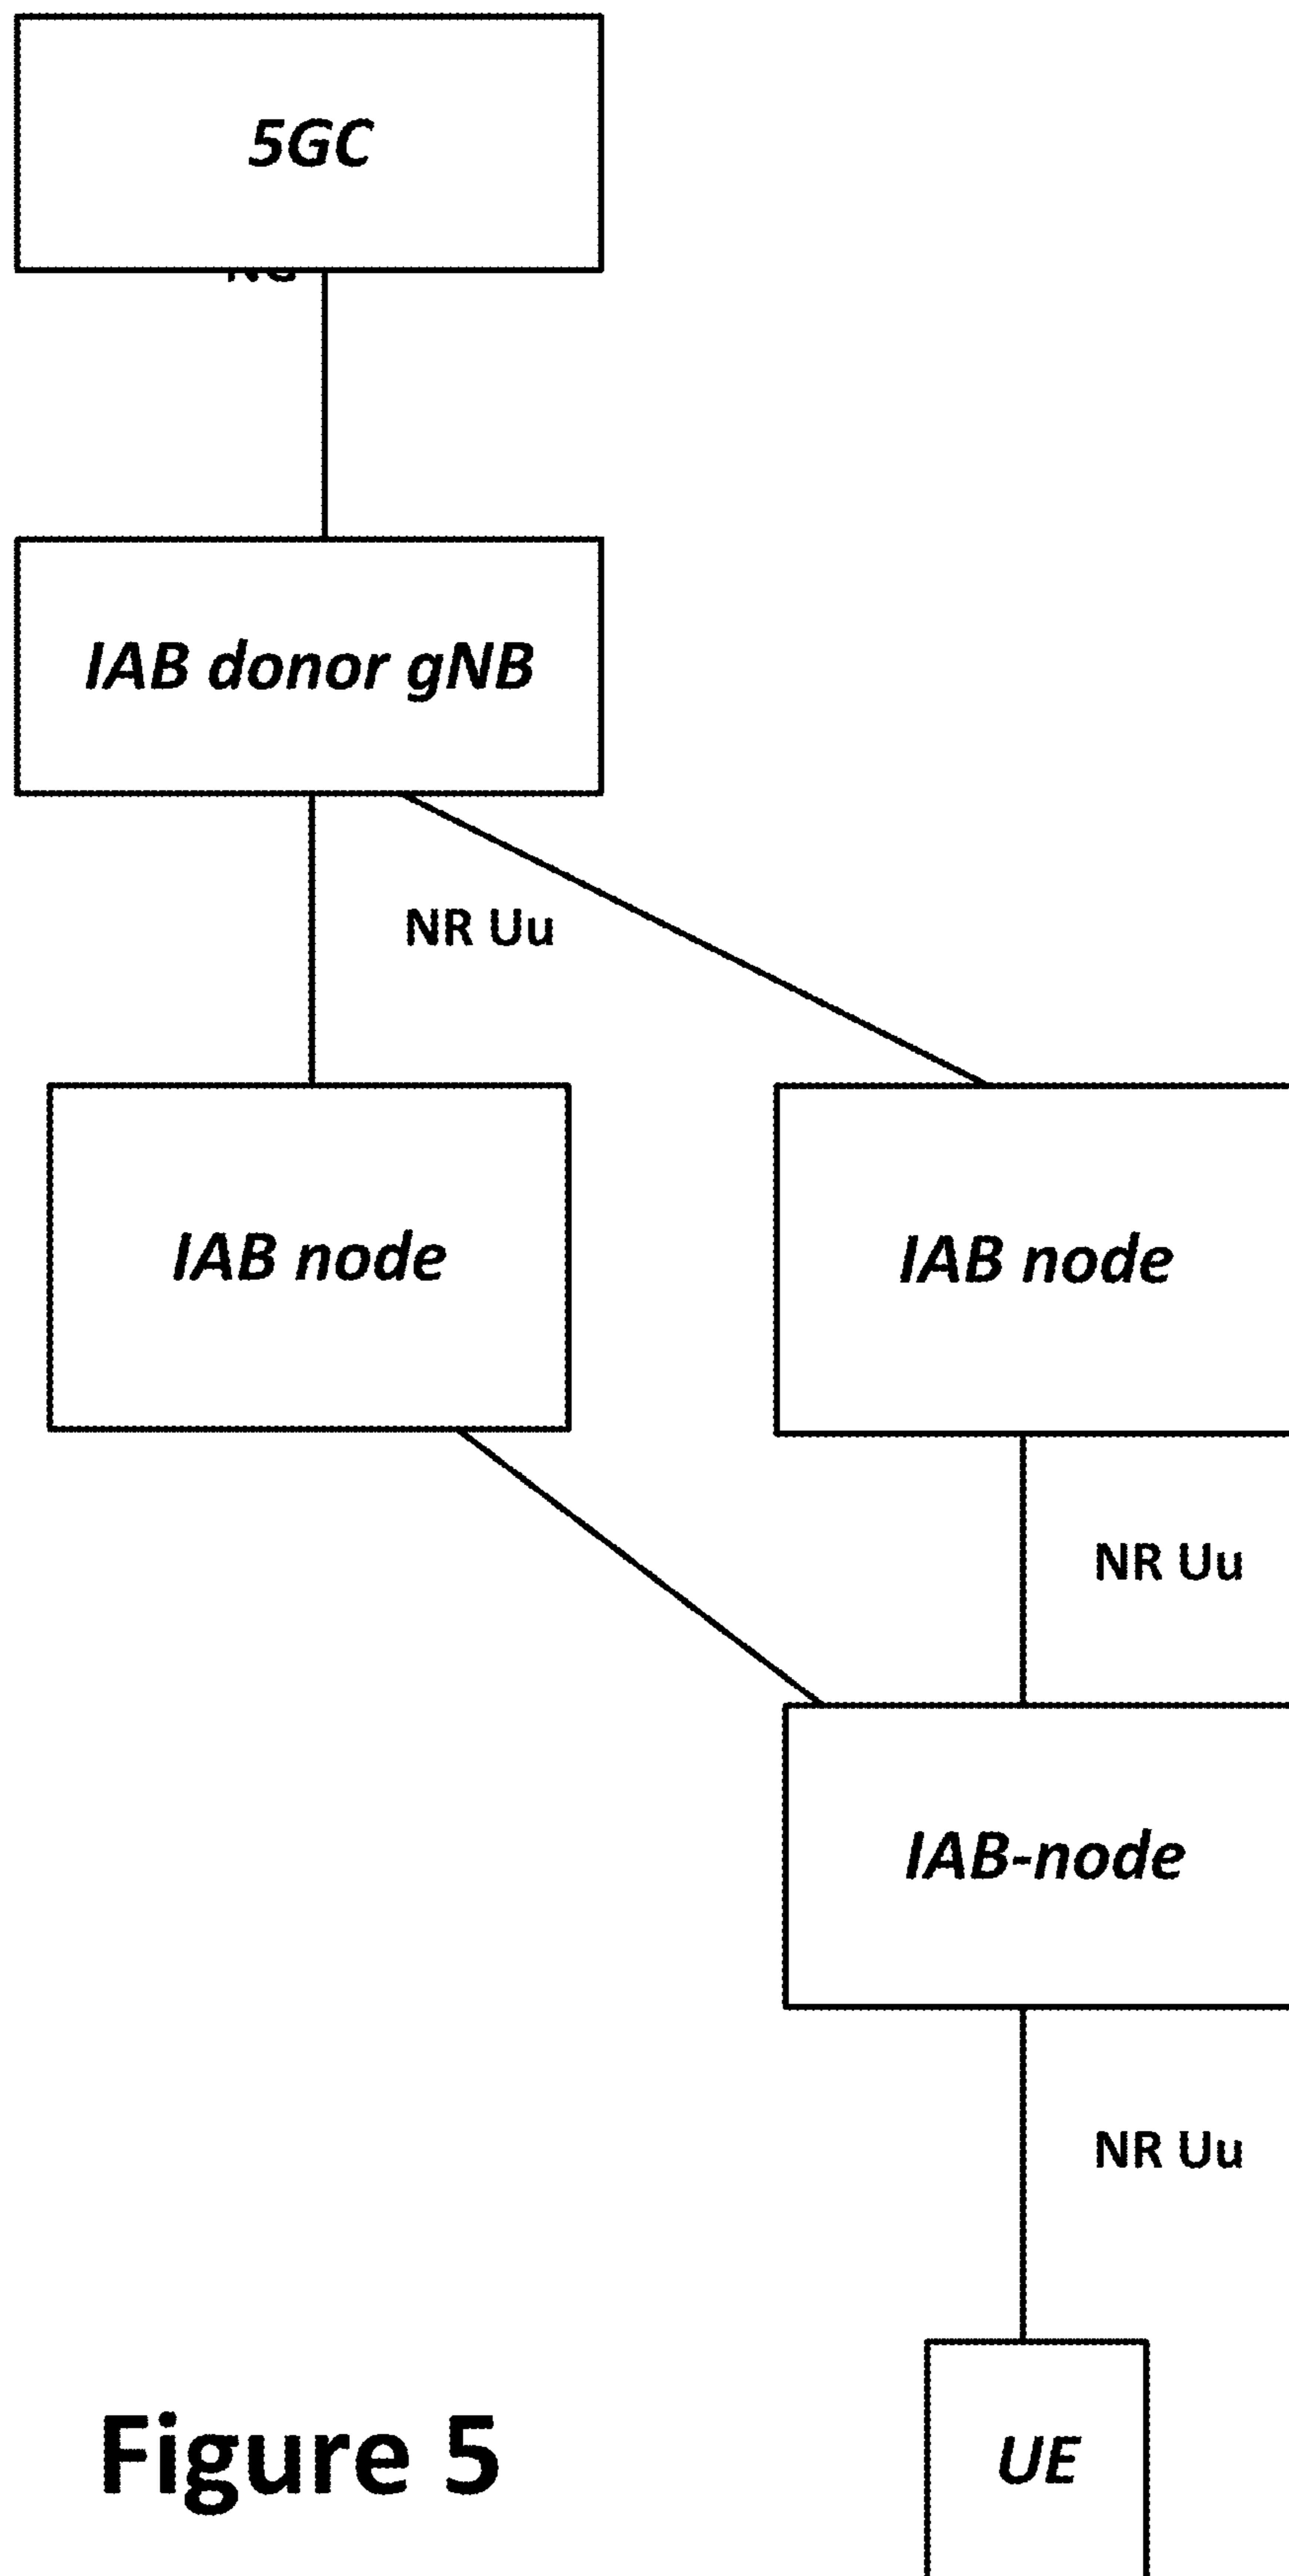 5GC
IAB donor gNB
NR Uu
IAB node
IAB node
NR Uu
IAB-node
NR Uu
UE
Figure 5